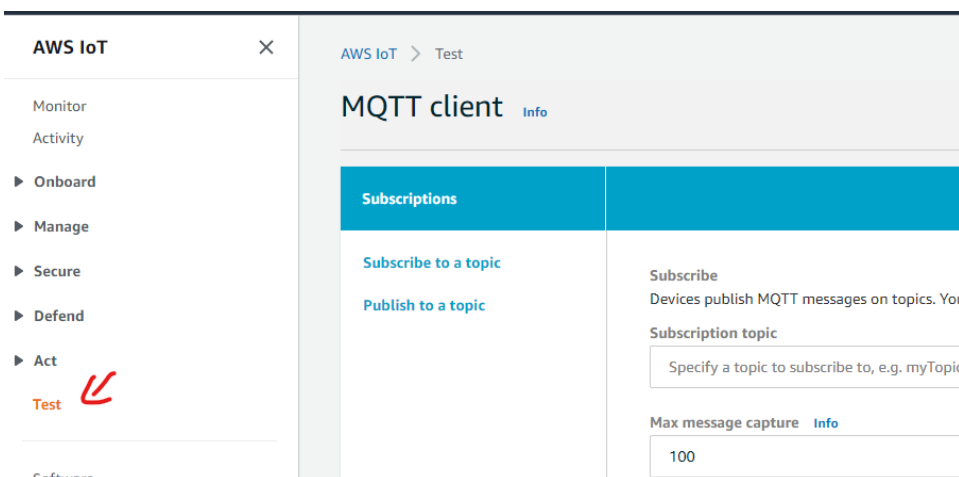 AWS IoT
Monitor
Activity
Onboard
Manage
Secure
Defend
Act
Test
Software
AWS IoT > Test
MQTT client Info
Subscriptions
Subscribe to a topic
Publish to a topic
Subscribe
Devices publish MQTT messages on topics. You
Subscription topic
Specify a topic to subscribe to, e.g. myTopic
Max message capture Info
100